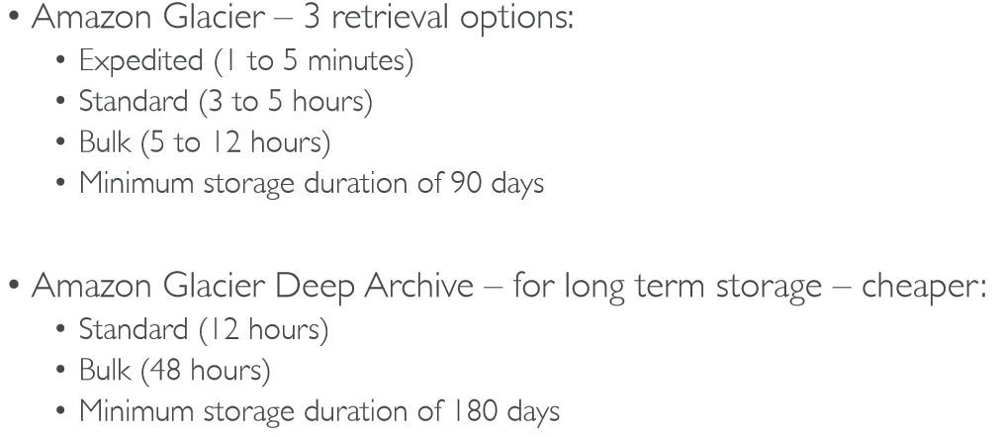 • Amazon Glacier – 3 retrieval options:
• Expedited (1 to 5 minutes)
• Standard (3 to 5 hours)
• Bulk (5 to 12 hours)
• Minimum storage duration of 90 days
• Amazon Glacier Deep Archive – for long term storage – cheaper:
• Standard (12 hours)
• Bulk (48 hours)
• Minimum storage duration of 180 days